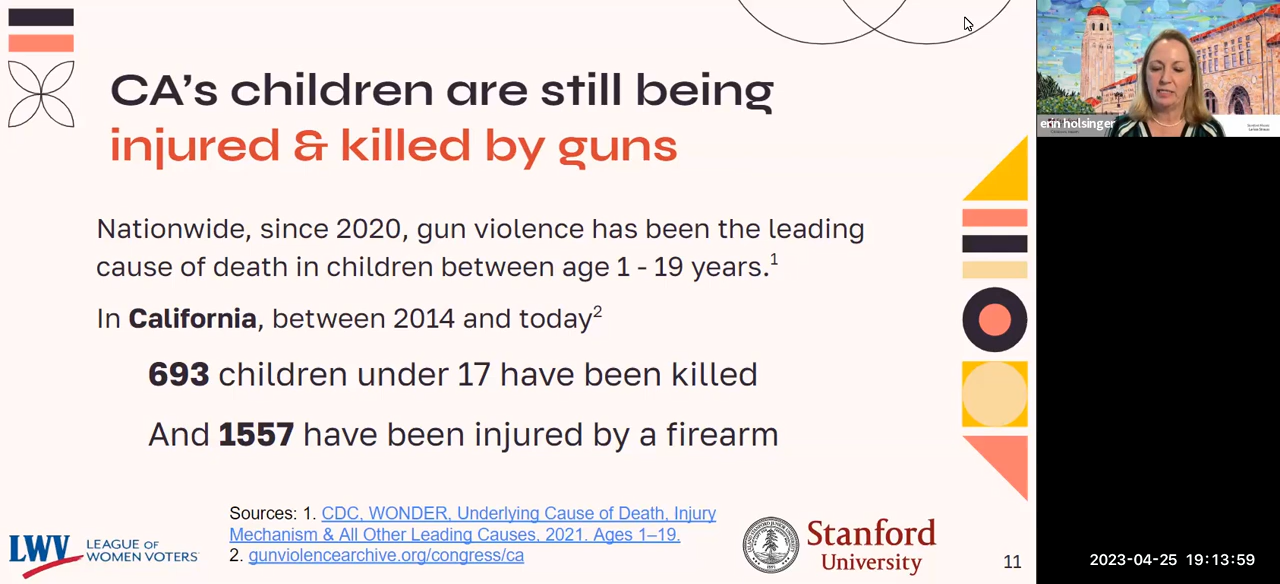 CA's children are still being
injured & killed by guns
Nationwide, since 2020, gun violence has been the leading
cause of death in children between age 1 - 19 years.1
In California, between 2014 and today2
693 children under 17 have been killed
And 1557 have been injured by a firearm
Sources: 1. CDC, WONDER, Underlying Cause of Death, Injury
Mechanism & All Other Leading Causes, 2021. Ages 1–19.
2. gunviolencearchive.org/congress/ca
LWV LEAGUE OF
WOMEN VOTERS
Stanford
University
11
erin holsinger
2023-04-25 19:13:59